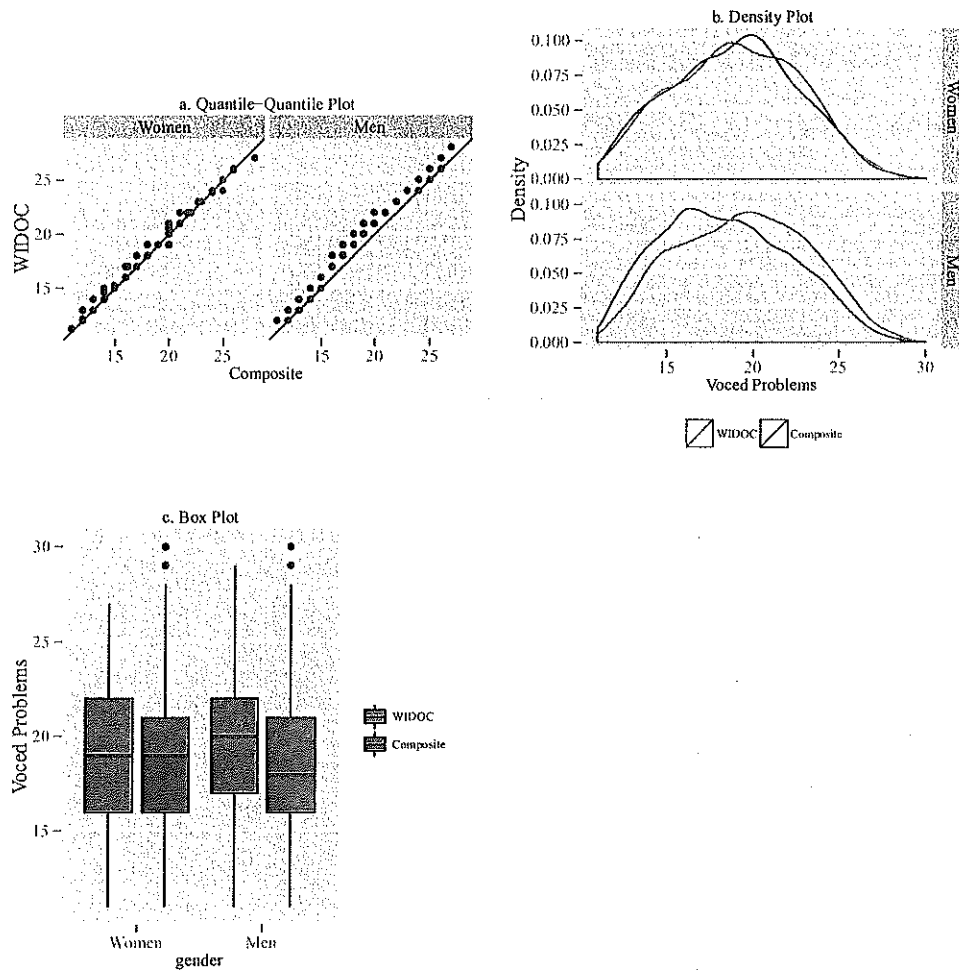 a. Quantile-Quantile Plot
Women
Men
WIDOC
25
20
15
15
20
25
15
20
25
Composite
b. Density Plot
Density
0.100
0.075
0.050
0.025
0.000
Women
0.100
0.075
0.050
0.025
0.000
Men
15
20
25
30
Voced Problems
WIDOC
Composite
c. Box Plot
Voced Problems
30
25
20
15
Women
Men
gender
WIDOC
Composite